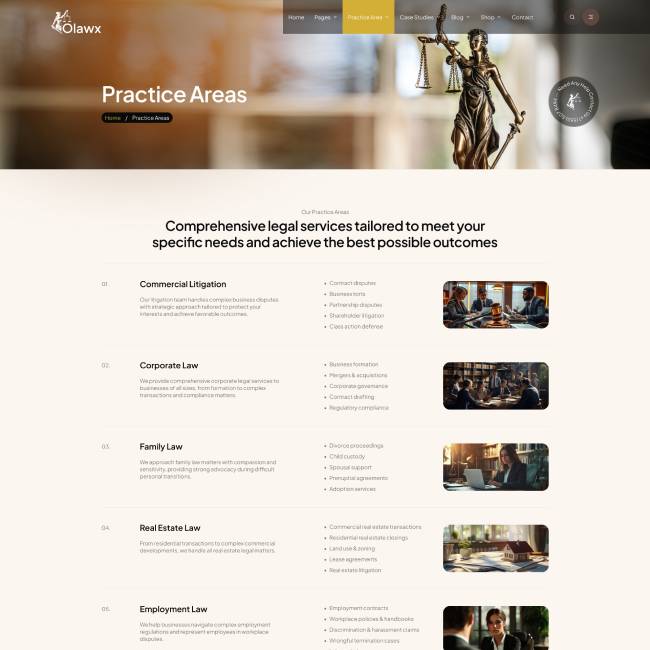 Olawx
Home Pages Practice Area Case Studies Blog Shop Contact
Practice Areas
Home / Practice Areas
Need Any Help Contact Us
Our Practice Areas
Comprehensive legal services tailored to meet your
specific needs and achieve the best possible outcomes
01.
Commercial Litigation
Our litigation team handles complex business disputes
with strategic approach tailored to protect your
interests and achieve favorable outcomes.
Contract disputes
Business torts
Partnership disputes
Shareholder litigation
Class action defense
02.
Corporate Law
We provide comprehensive corporate legal services to
businesses of all sizes, from formation to complex
transactions and compliance matters.
Business formation
Mergers & acquisitions
Corporate governance
Contract drafting
Regulatory compliance
03.
Family Law
We approach family law matters with compassion and
sensitivity, providing strong advocacy during difficult
personal transitions.
Divorce proceedings
Child custody
Spousal support
Prenuptial agreements
Adoption services
04.
Real Estate Law
From residential transactions to complex commercial
developments, we handle all real estate legal matters.
Commercial real estate transactions
Residential real estate closings
Land use & zoning
Lease agreements
Real estate litigation
05.
Employment Law
We help businesses navigate complex employment
regulations and represent employees in workplace
disputes.
Employment contracts
Workplace policies & handbooks
Discrimination & harassment claims
Wrongful termination cases